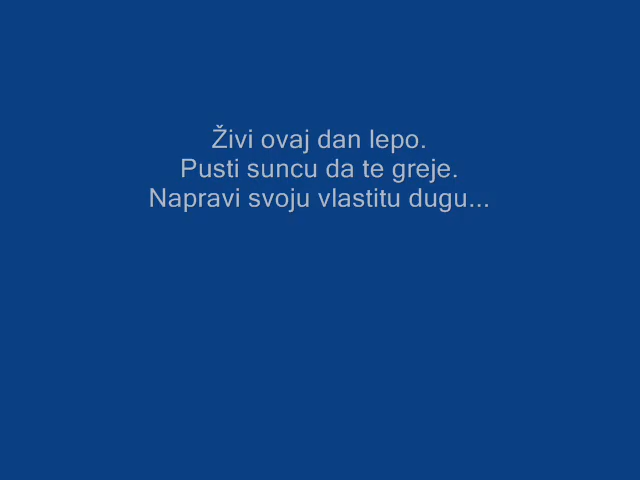 Živi ovaj dan lepo.
Pusti suncu da te greje.
Napravi svoju vlastitu dugu...